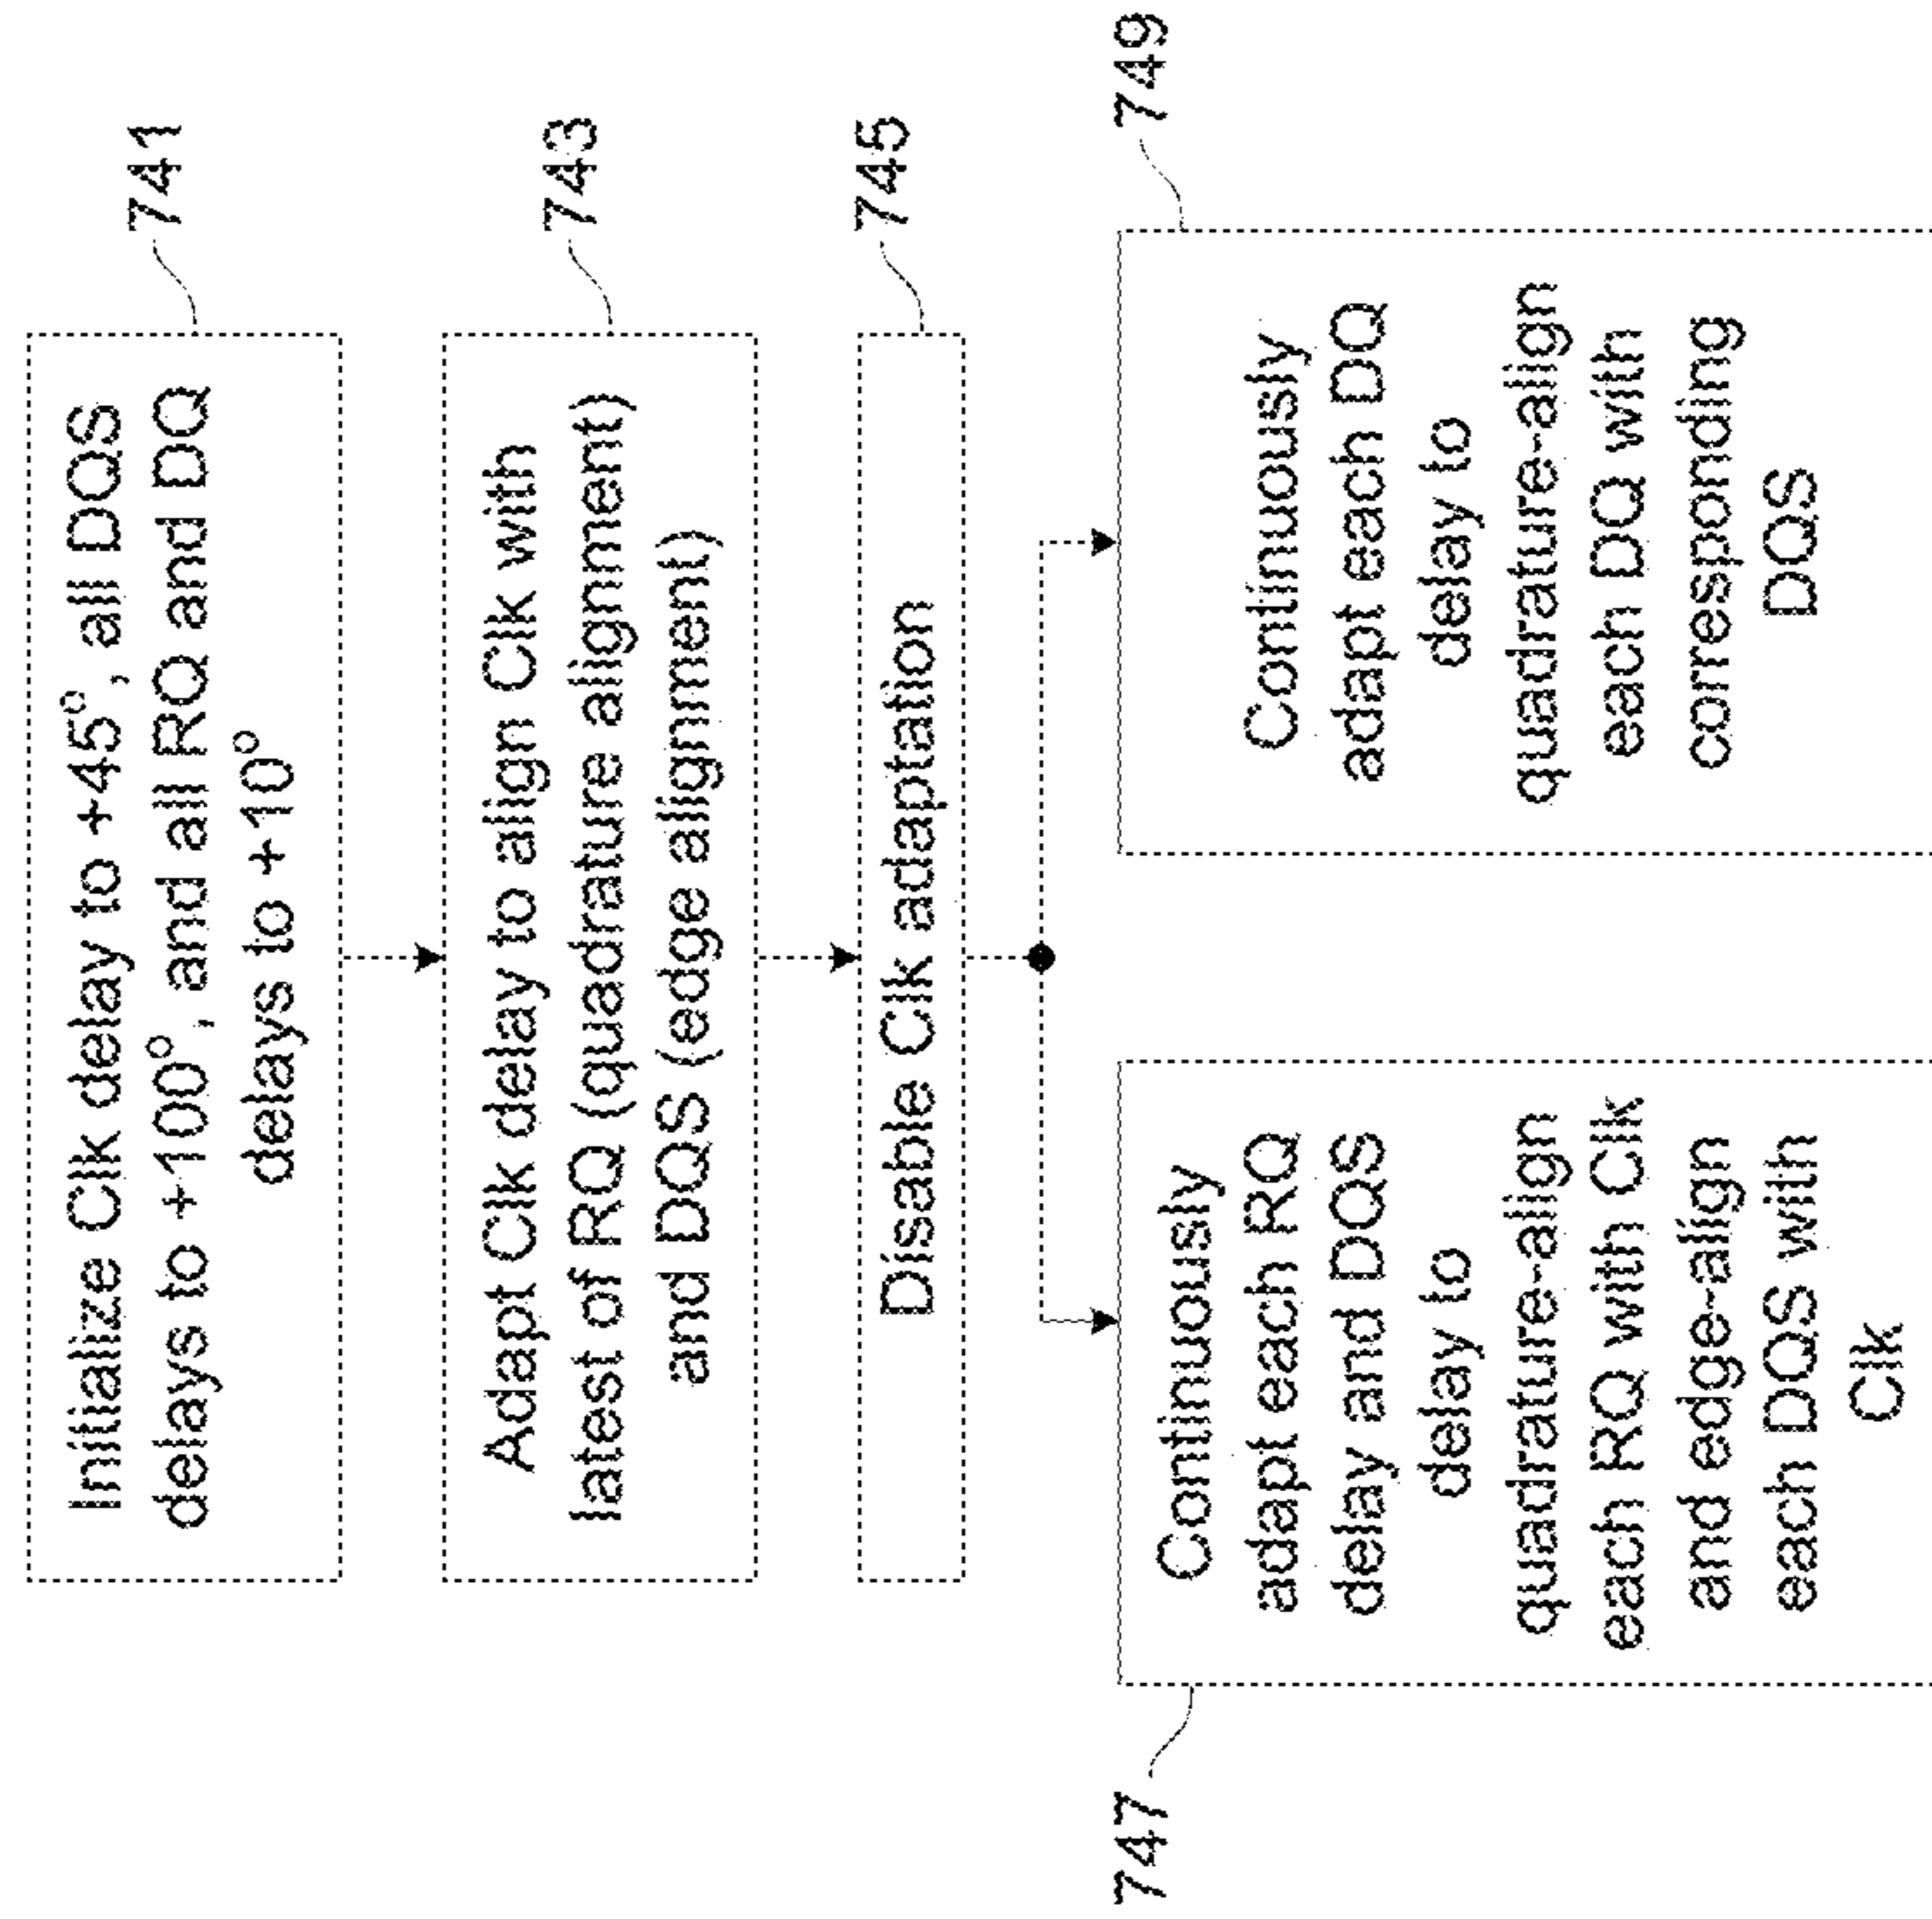 Initialize Clk delay to +45°, all DQS
delays to +100°, and all RQ and DQ
delays to +10°
741
Adapt Clk delay to align Clk with
latest of RQ (quadrature alignment)
and DQS (edge alignment)
743
Disable Clk adaptation
745
747
Continuously
adapt each RQ
delay and DQS
delay to
quadrature-align
each RQ with Clk
and edge-align
each DQS with
Clk
749
Continuously
adapt each DQ
delay to
quadrature-align
each DQ with
corresponding
DQS